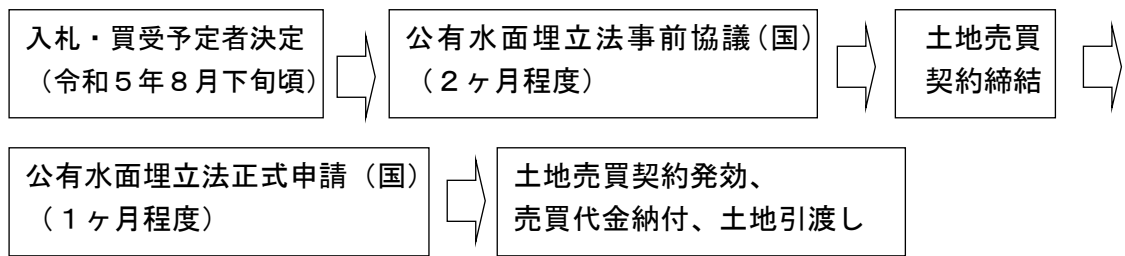 入札・買受予定者決定
（令和５年８月下旬頃）
公有水面埋立法事前協議（国）
（２ヶ月程度）
土地売買
契約締結
公有水面埋立法正式申請（国）
（１ヶ月程度）
土地売買契約発効、
売買代金納付、土地引渡し